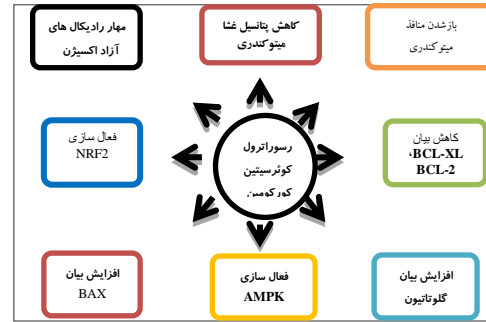 بازشدن منافذ
میتوکندری
کاهش پتانسیل غشا
میتوکندری
مهار رادیکال های
آزاد اکسیژن
کاهش بیان
،BCL-XL
BCL-2
رسوراترول
کوئرسیتین
کورکومین
فعال سازی
NRF2
افزایش بیان
گلوتاتیون
فعال سازی
AMPK
افزایش بیان
BAX